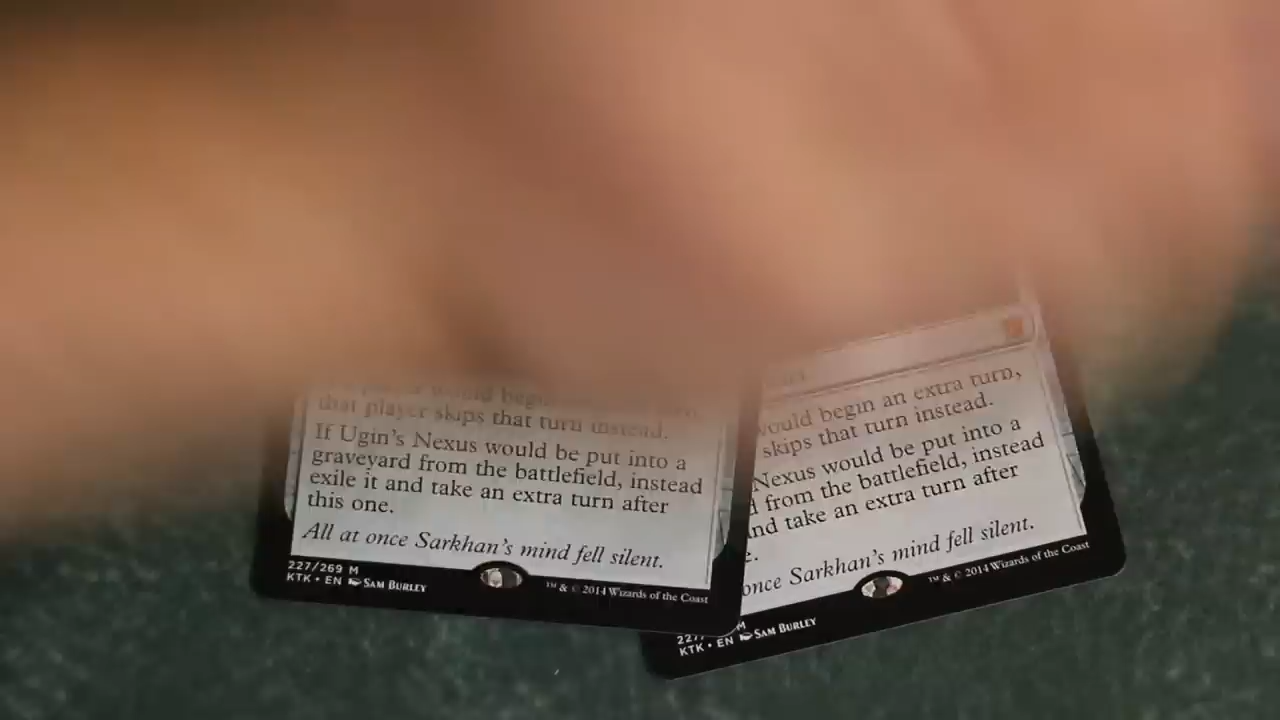 would begin
that player skips that turn instead.
If Ugin's Nexus would be put into a
graveyard from the battlefield, instead
exile it and take an extra turn after
this one.
All at once Sarkhan's mind fell silent.
227/269 M
KTK • EN SAM BURLEY
™ & © 2014 Wizards of the Coast
would begin an extra turn,
skips that turn instead.
Nexus would be put into a
from the battlefield, instead
and take an extra turn after
once Sarkhan's mind fell silent.
M
KTK • EN SAM BURLEY
™ & © 2014 Wizards of the Coast